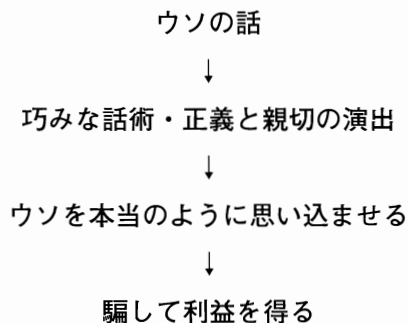 ウソの話
↓
巧みな話術・正義と親切の演出
↓
ウソを本当のように思い込ませる
↓
騙して利益を得る